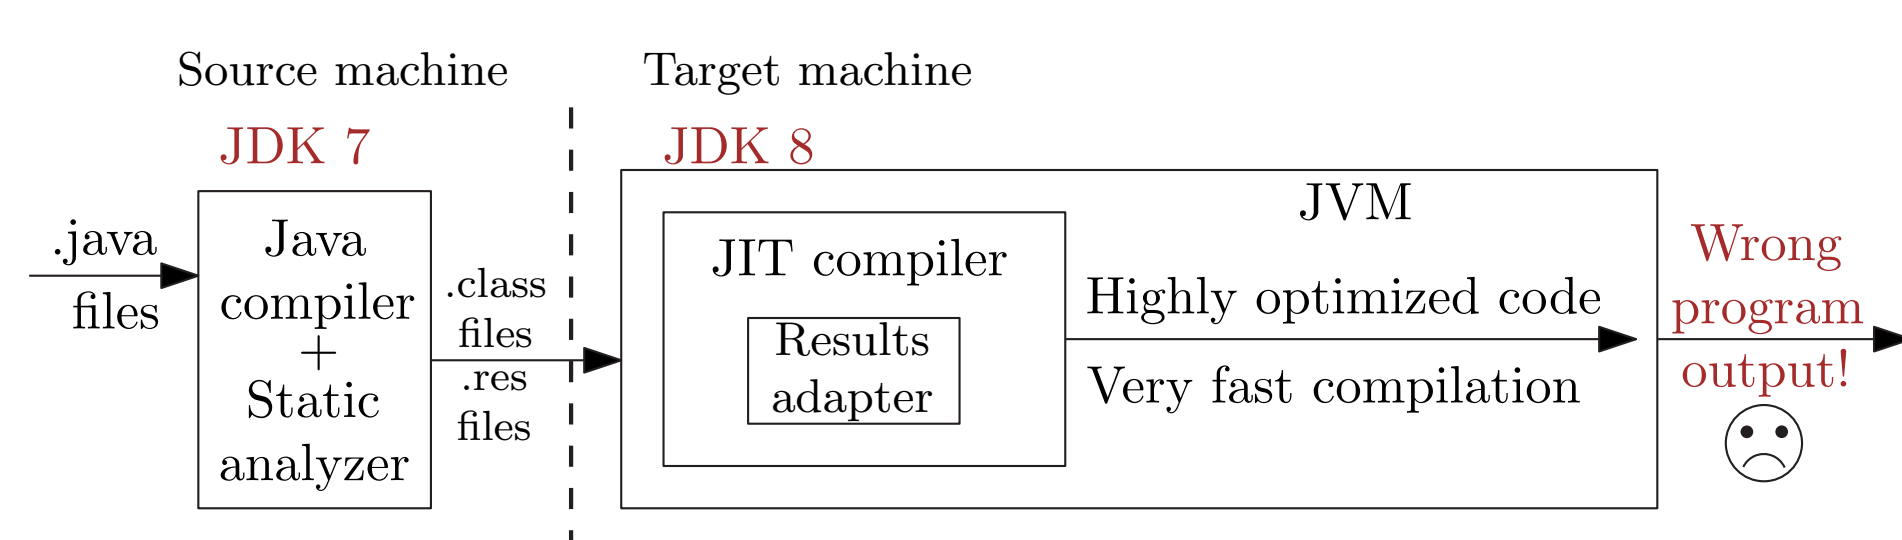 Source machine
Target machine
JDK 7
JDK 8
.java
files
Java
compiler
+
Static
analyzer
.class
files
.res
files
JVM
JIT compiler
Results
adapter
Highly optimized code
Very fast compilation
Wrong
program
output!